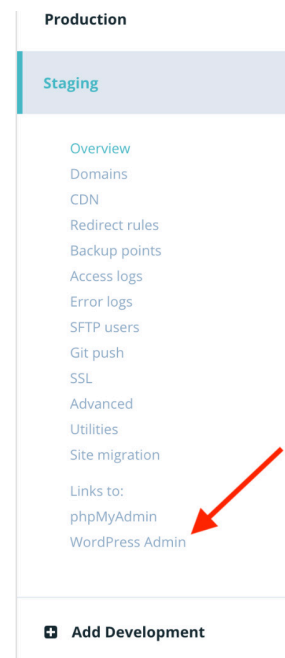 Production
Staging
Overview
Domains
CDN
Redirect rules
Backup points
Access logs
Error logs
SFTP users
Git push
SSL
Advanced
Utilities
Site migration
Links to:
phpMyAdmin
WordPress Admin
Add Development